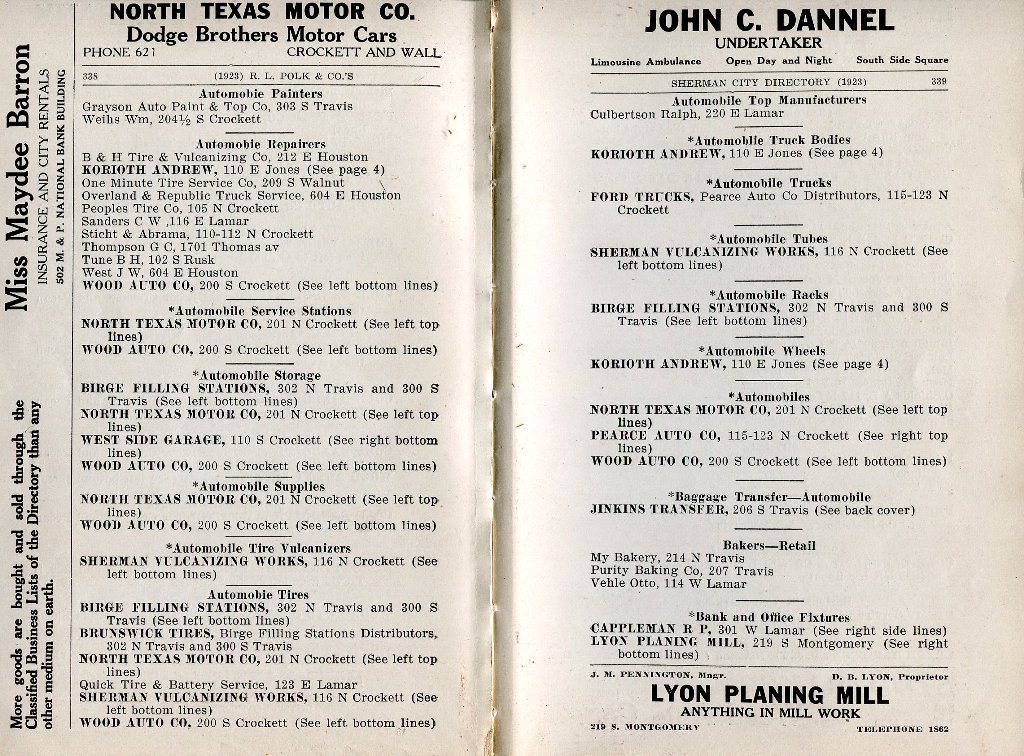 NORTH TEXAS MOTOR CO.
Dodge Brothers Motor Cars
PHONE 621 CROCKETT AND WALL
338 (1923) R. L. POLK & CO.'S
Automobie Painters
Grayson Auto Paint & Top Co, 303 S Travis
Weihs Wm, 204½ S Crockett
Automobie Repairers
B & H Tire & Vulcanizing Co, 212 E Houston
KORIOTH ANDREW, 110 E Jones (See page 4)
One Minute Tire Service Co, 209 S Walnut
Overland & Republic Truck Service, 604 E Houston
Peoples Tire Co, 105 N Crockett
Sanders C W ,116 E Lamar
Sticht & Abrama, 110-112 N Crockett
Thompson G C, 1701 Thomas av
Tune B H, 102 S Rusk
West J W, 604 E Houston
WOOD AUTO CO, 200 S Crockett (See left bottom lines)
*Automobile Service Stations
NORTH TEXAS MOTOR CO, 201 N Crockett (See left top
lines)
WOOD AUTO CO, 200 S Crockett (See left bottom lines)
*Automobile Storage
BIRGE FILLING STATIONS, 302 N Travis and 300 S
Travis (See left bottom lines)
NORTH TEXAS MOTOR CO, 201 N Crockett (See left top
lines)
WEST SIDE GARAGE, 110 S Crockett (See right bottom
lines)
WOOD AUTO CO, 200 S Crockett (See left bottom lines)
*Automobile Supplies
NORTH TEXAS MOTOR CO, 201 N Crockett (See left top
lines)
WOOD AUTO CO, 200 S Crockett (See left bottom lines)
*Automobile Tire Vulcanizers
SHERMAN VULCANIZING WORKS, 116 N Crockett (See
left bottom lines)
Automobie Tires
BIRGE FILLING STATIONS, 302 N Travis and 300 S
Travis (See left bottom lines)
BRUNSWICK TIRES, Birge Filling Stations Distributors,
302 N Travis and 300 S Travis
NORTH TEXAS MOTOR CO, 201 N Crockett (See left top
lines)
Quick Tire & Battery Service, 123 E Lamar
SHERMAN VULCANIZING WORKS, 116 N Crockett (See
left bottom lines)
WOOD AUTO CO, 200 S Crockett (See left bottom lines)
Miss Maydee Barron
INSURANCE AND CITY RENTALS
502 M. & P. NATIONAL BANK BUILDING
More goods are bought and sold through the
Classified Business Lists of the Directory than any
other medium on earth.
JOHN C. DANNEL
UNDERTAKER
Limousine Ambulance Open Day and Night South Side Square
SHERMAN CITY DIRECTORY (1923) 339
Automobile Top Manufacturers
Culbertson Ralph, 220 E Lamar
*Automobile Truck Bodies
KORIOTH ANDREW, 110 E Jones (See page 4)
*Automobile Trucks
FORD TRUCKS, Pearce Auto Co Distributors, 115-123 N
Crockett
*Automobile Tubes
SHERMAN VULCANIZING WORKS, 116 N Crockett (See
left bottom lines)
*Automobile Racks
BIRGE FILLING STATIONS, 302 N Travis and 300 S
Travis (See left bottom lines)
*Automobile Wheels
KORIOTH ANDREW, 110 E Jones (See page 4)
*Automobiles
NORTH TEXAS MOTOR CO, 201 N Crockett (See left top
lines)
PEARCE AUTO CO, 115-123 N Crockett (See right top
lines)
WOOD AUTO CO, 200 S Crockett (See left bottom lines)
*Baggage Transfer—Automobile
JINKINS TRANSFER, 206 S Travis (See back cover)
Bakers—Retail
My Bakery, 214 N Travis
Purity Baking Co, 207 Travis
Vehle Otto, 114 W Lamar
*Bank and Office Fixtures
CAPPLEMAN R P, 301 W Lamar (See right side lines)
LYON PLANING MILL, 219 S Montgomery (See right
bottom lines)
J. M. PENNINGTON, Mngr. D. B. LYON, Proprietor
LYON PLANING MILL
ANYTHING IN MILL WORK
219 S. MONTGOMERY TELEPHONE 1862